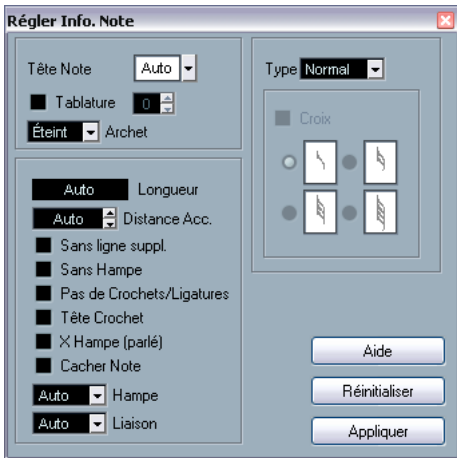 Régler Info. Note
Tête Note Auto
Tablature 0
Éteint Archet
Auto Longueur
Auto Distance Acc.
Sans ligne suppl.
Sans Hampe
Pas de Crochets/Ligatures
Tête Crochet
X Hampe (parlé)
Cacher Note
Auto Hampe
Auto Liaison
Type Normal
Croix
Aide
Réinitialiser
Appliquer